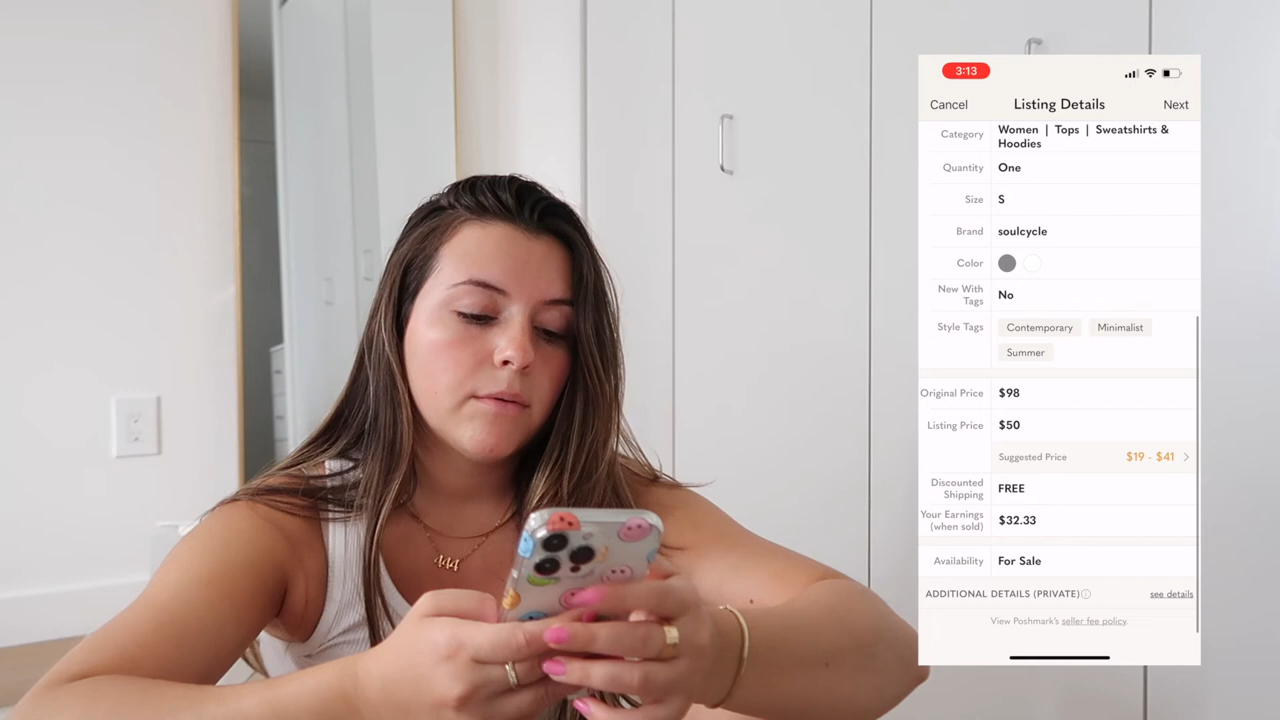 3:13
Cancel Listing Details Next
Category Women | Tops | Sweatshirts &
Hoodies
Quantity One
Size S
Brand soulcycle
Color
New With
Tags No
Style Tags Contemporary Minimalist
Summer
Original Price $98
Listing Price $50
Suggested Price $19 - $41
Discounted
Shipping FREE
Your Earnings
(when sold) $32.33
Availability For Sale
ADDITIONAL DETAILS (PRIVATE) see details
View Poshmark's seller fee policy.
444